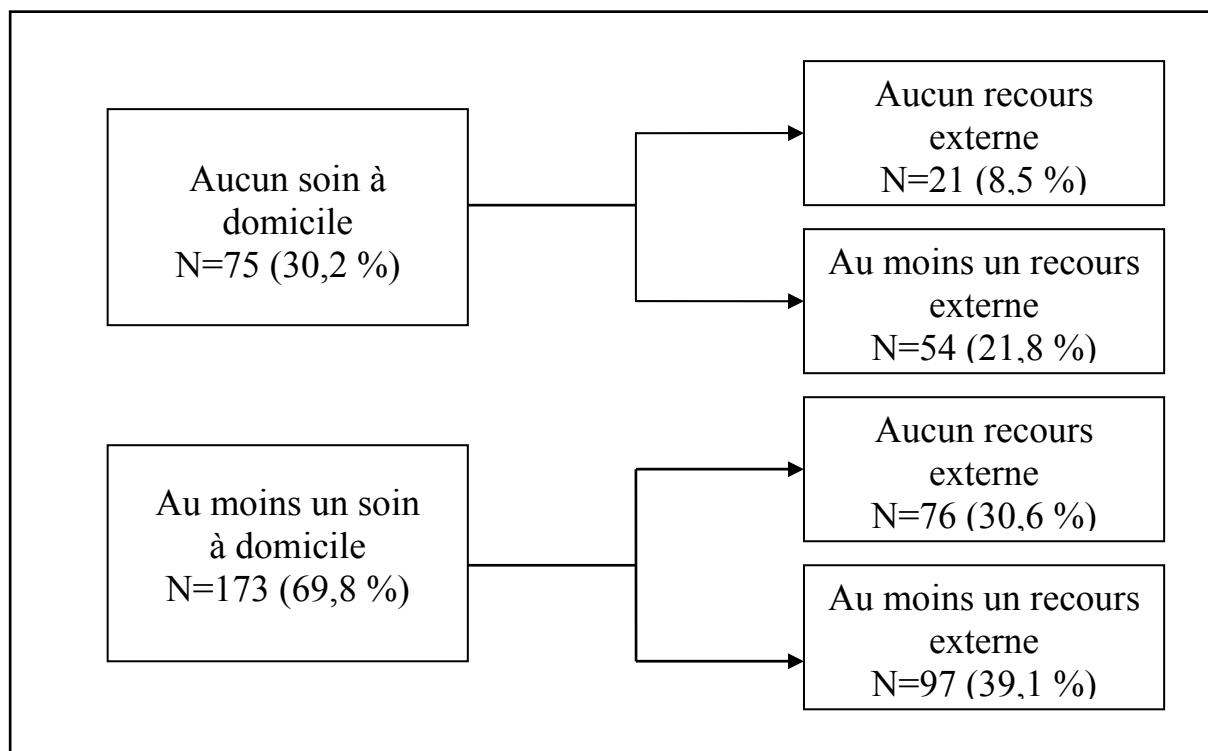 Aucun soin à
domicile
N=75 (30,2 %)
Aucun recours
externe
N=21 (8,5 %)
Au moins un recours
externe
N=54 (21,8 %)
Au moins un soin
à domicile
N=173 (69,8 %)
Aucun recours
externe
N=76 (30,6 %)
Au moins un recours
externe
N=97 (39,1 %)